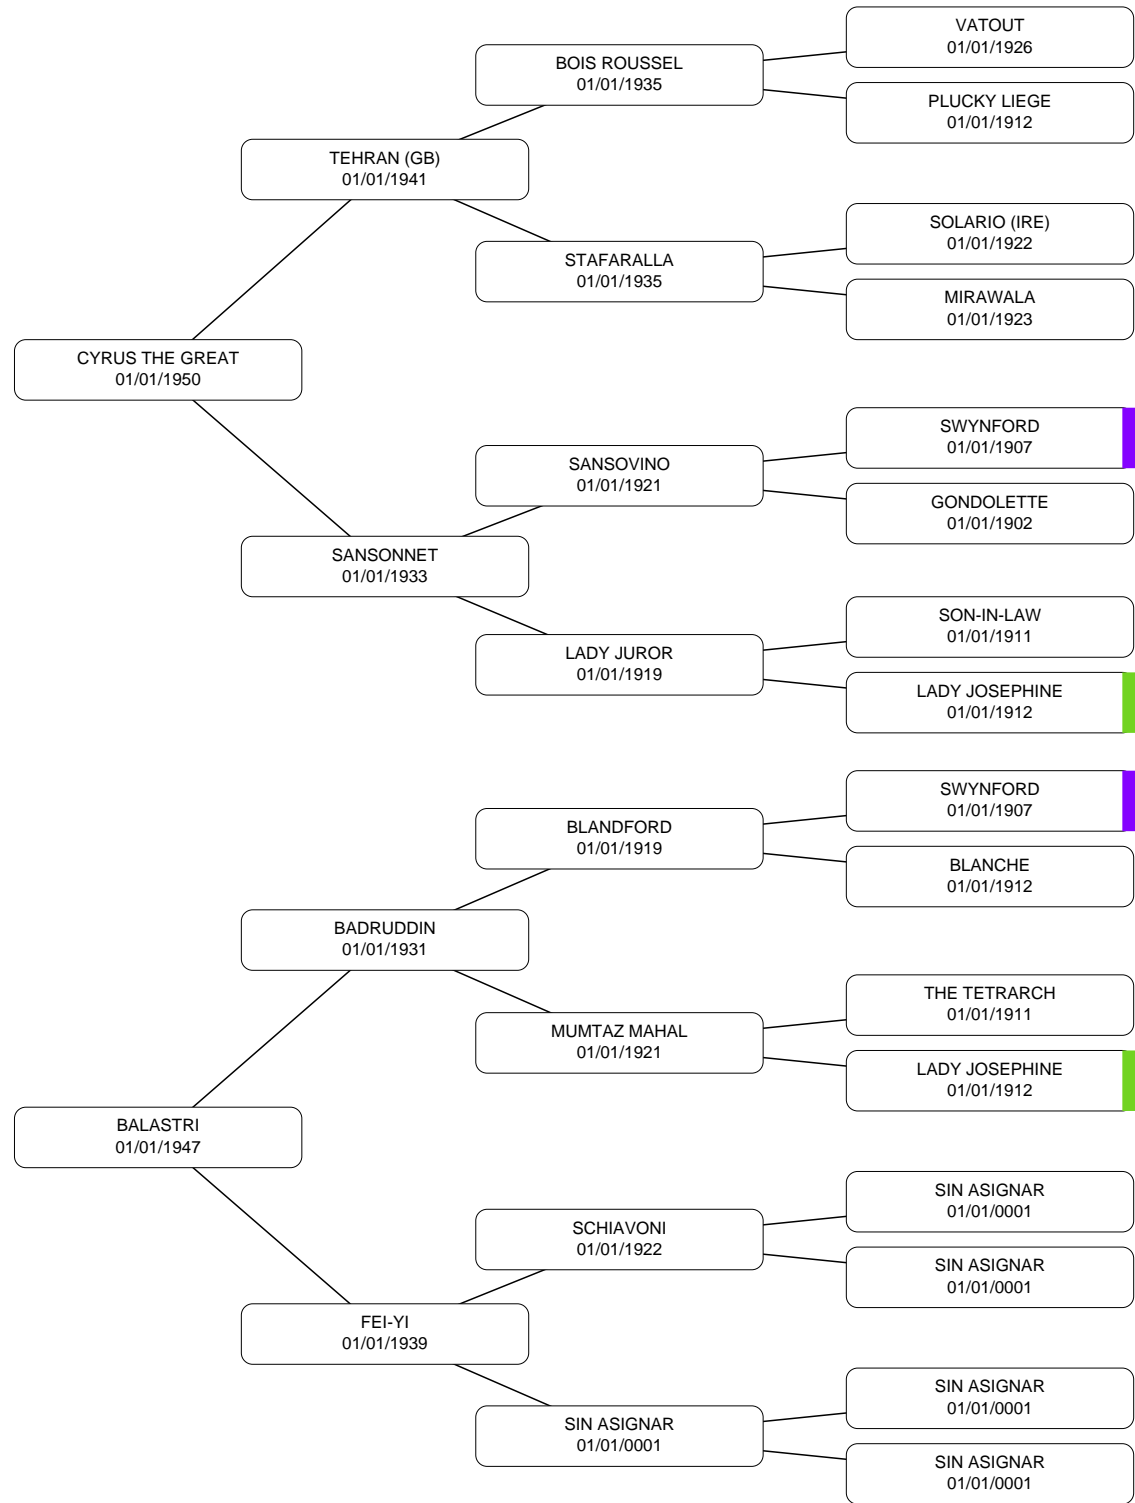 VATOUT
01/01/1926
BOIS ROUSSEL
01/01/1935
PLUCKY LIEGE
01/01/1912
TEHRAN (GB)
01/01/1941
SOLARIO (IRE)
01/01/1922
STAFARALLA
01/01/1935
MIRAWALA
01/01/1923
CYRUS THE GREAT
01/01/1950
SWYNFORD
01/01/1907
SANSOVINO
01/01/1921
GONDOLETTE
01/01/1902
SANSONNET
01/01/1933
SON-IN-LAW
01/01/1911
LADY JUROR
01/01/1919
LADY JOSEPHINE
01/01/1912
SWYNFORD
01/01/1907
BLANDFORD
01/01/1919
BLANCHE
01/01/1912
BADRUDDIN
01/01/1931
THE TETRARCH
01/01/1911
MUMTAZ MAHAL
01/01/1921
LADY JOSEPHINE
01/01/1912
BALASTRI
01/01/1947
SIN ASIGNAR
01/01/0001
SCHIAVONI
01/01/1922
SIN ASIGNAR
01/01/0001
FEI-YI
01/01/1939
SIN ASIGNAR
01/01/0001
SIN ASIGNAR
01/01/0001
SIN ASIGNAR
01/01/0001